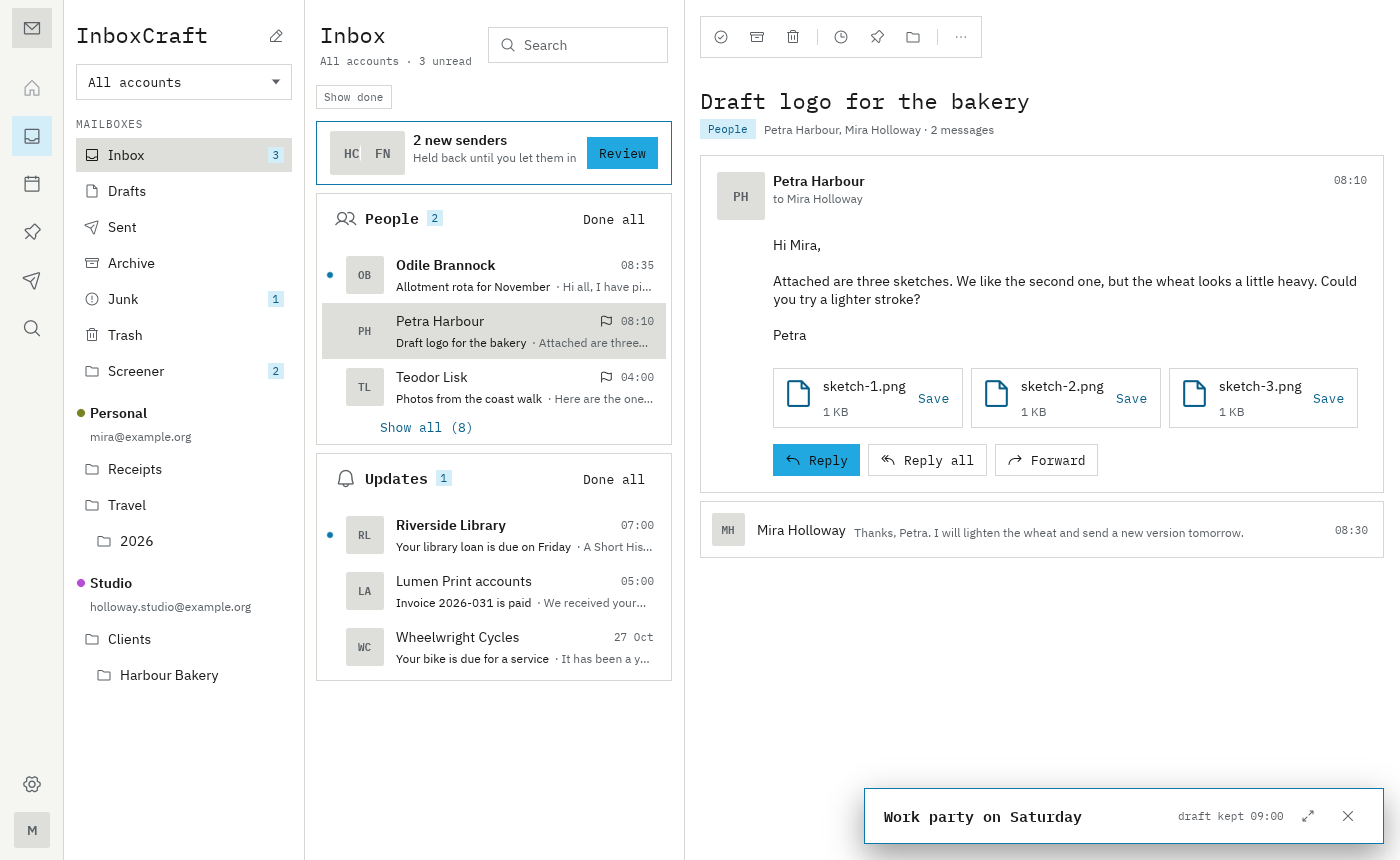 InboxCraft
All accounts
MAILBOXES
Inbox 3
Drafts
Sent
Archive
Junk 1
Trash
Screener 2
Personal
mira@example.org
Receipts
Travel
2026
Studio
holloway.studio@example.org
Clients
Harbour Bakery
M
Inbox
All accounts · 3 unread
Search
Show done
HC FN
2 new senders
Held back until you let them in
Review
People 2 Done all
OB
Odile Brannock 08:35
Allotment rota for November · Hi all, I have pi…
PH
Petra Harbour 08:10
Draft logo for the bakery · Attached are three…
TL
Teodor Lisk 04:00
Photos from the coast walk · Here are the one…
Show all (8)
Updates 1 Done all
RL
Riverside Library 07:00
Your library loan is due on Friday · A Short His…
LA
Lumen Print accounts 05:00
Invoice 2026-031 is paid · We received your…
WC
Wheelwright Cycles 27 Oct
Your bike is due for a service · It has been a y…
Draft logo for the bakery
People Petra Harbour, Mira Holloway · 2 messages
PH
Petra Harbour 08:10
to Mira Holloway
Hi Mira,
Attached are three sketches. We like the second one, but the wheat looks a little heavy. Could
you try a lighter stroke?
Petra
sketch-1.png
1 KB
Save
sketch-2.png
1 KB
Save
sketch-3.png
1 KB
Save
Reply Reply all Forward
MH Mira Holloway Thanks, Petra. I will lighten the wheat and send a new version tomorrow. 08:30
Work party on Saturday draft kept 09:00